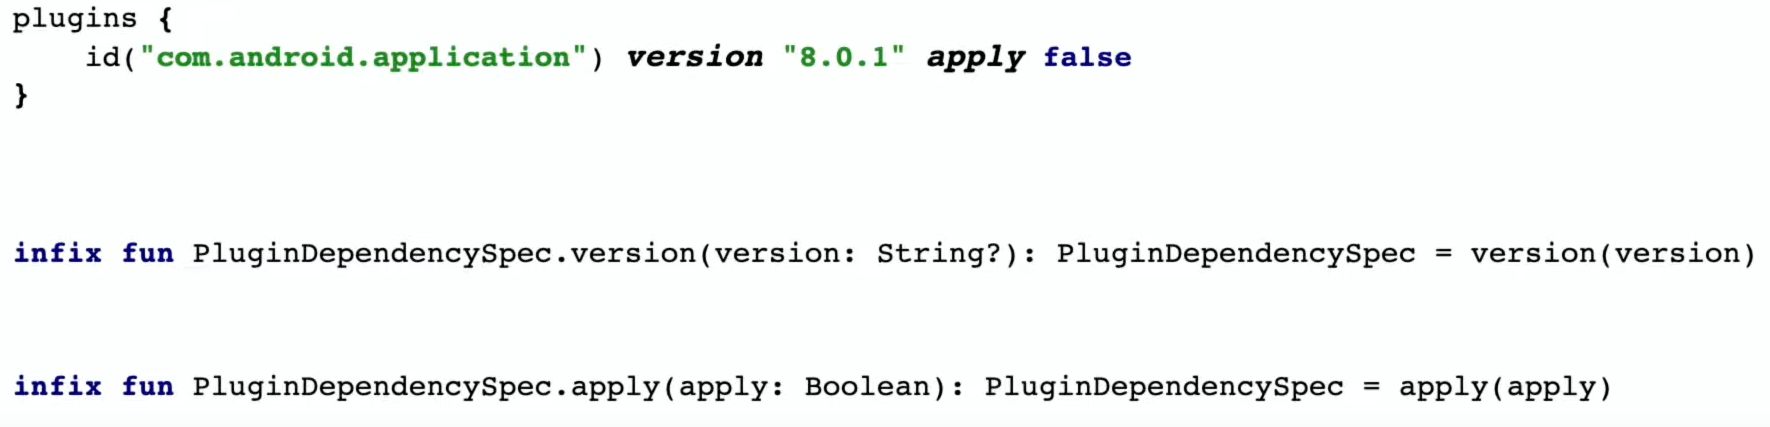 plugins {
    id("com.android.application") version "8.0.1" apply false
}
infix fun PluginDependencySpec.version(version: String?): PluginDependencySpec = version(version)
infix fun PluginDependencySpec.apply(apply: Boolean): PluginDependencySpec = apply(apply)